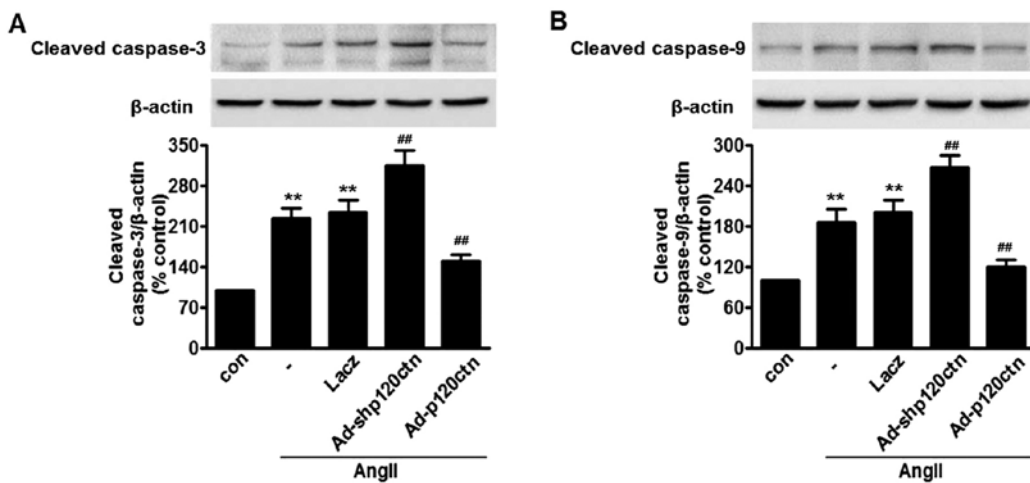 A
Cleaved caspase-3
β-actin
Cleaved
caspase-3/β-actin
(% control)
350
280
210
140
70
0
**
**
##
##
con
-
Lacz
Ad-shp120ctn
Ad-p120ctn
AngII
B
Cleaved caspase-9
β-actin
Cleaved
caspase-9/β-actin
(% control)
300
240
180
120
60
0
**
**
##
##
con
-
Lacz
Ad-shp120ctn
Ad-p120ctn
AngII